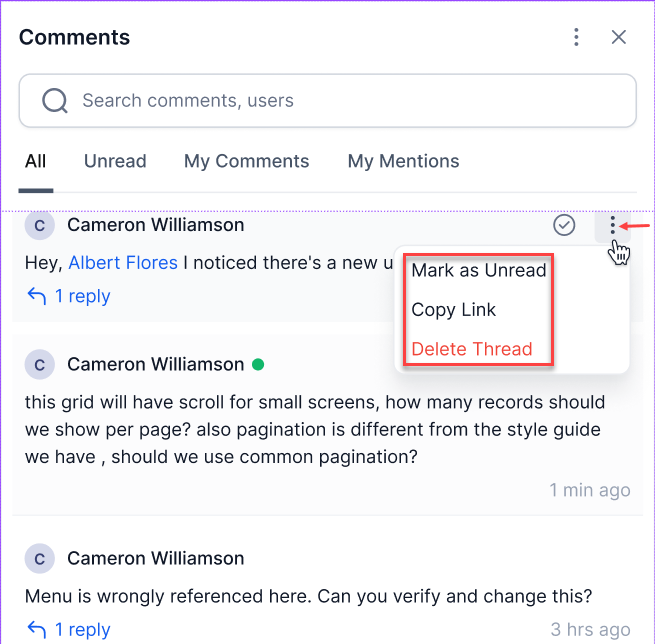 Comments
Search comments, users
All Unread My Comments My Mentions
C Cameron Williamson
Hey, Albert Flores I noticed there's a new u
1 reply
Mark as Unread
Copy Link
Delete Thread
C Cameron Williamson
this grid will have scroll for small screens, how many records should
we show per page? also pagination is different from the style guide
we have , should we use common pagination?
1 min ago
C Cameron Williamson
Menu is wrongly referenced here. Can you verify and change this?
1 reply 3 hrs ago